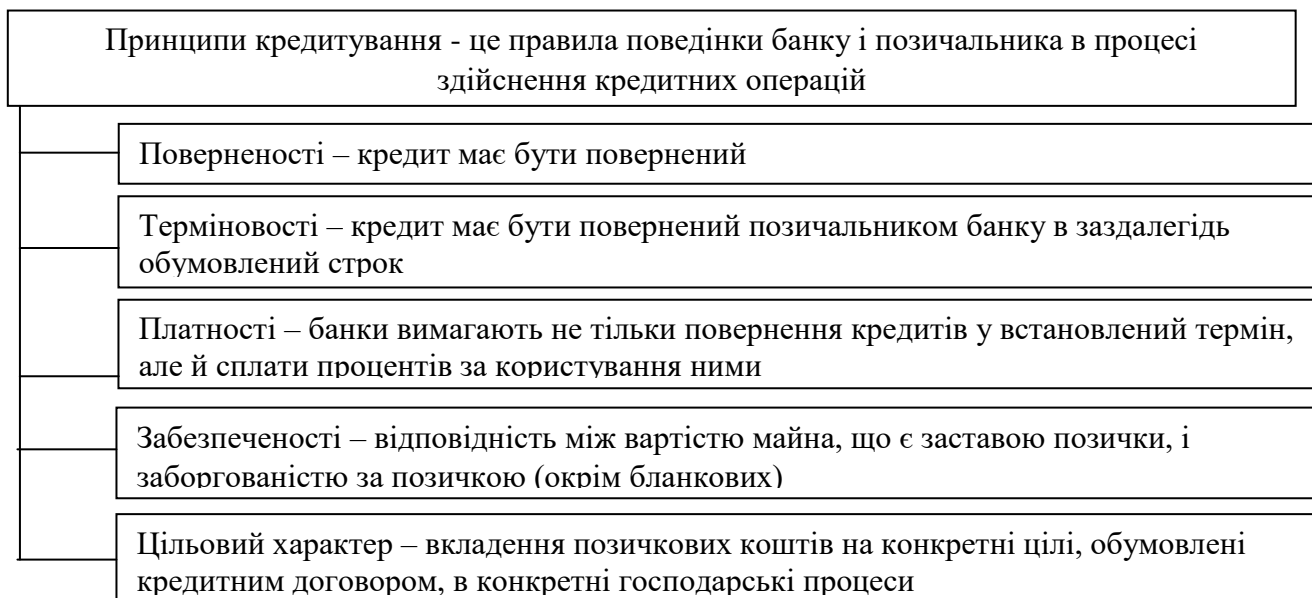 Принципи кредитування - це правила поведінки банку і позичальника в процесі
здійснення кредитних операцій
Поверненості – кредит має бути повернений
Терміновості – кредит має бути повернений позичальником банку в заздалегідь
обумовлений строк
Платності – банки вимагають не тільки повернення кредитів у встановлений термін,
але й сплати процентів за користування ними
Забезпеченості – відповідність між вартістю майна, що є заставою позички, і
заборгованістю за позичкою (окрім бланкових)
Цільовий характер – вкладення позичкових коштів на конкретні цілі, обумовлені
кредитним договором, в конкретні господарські процеси